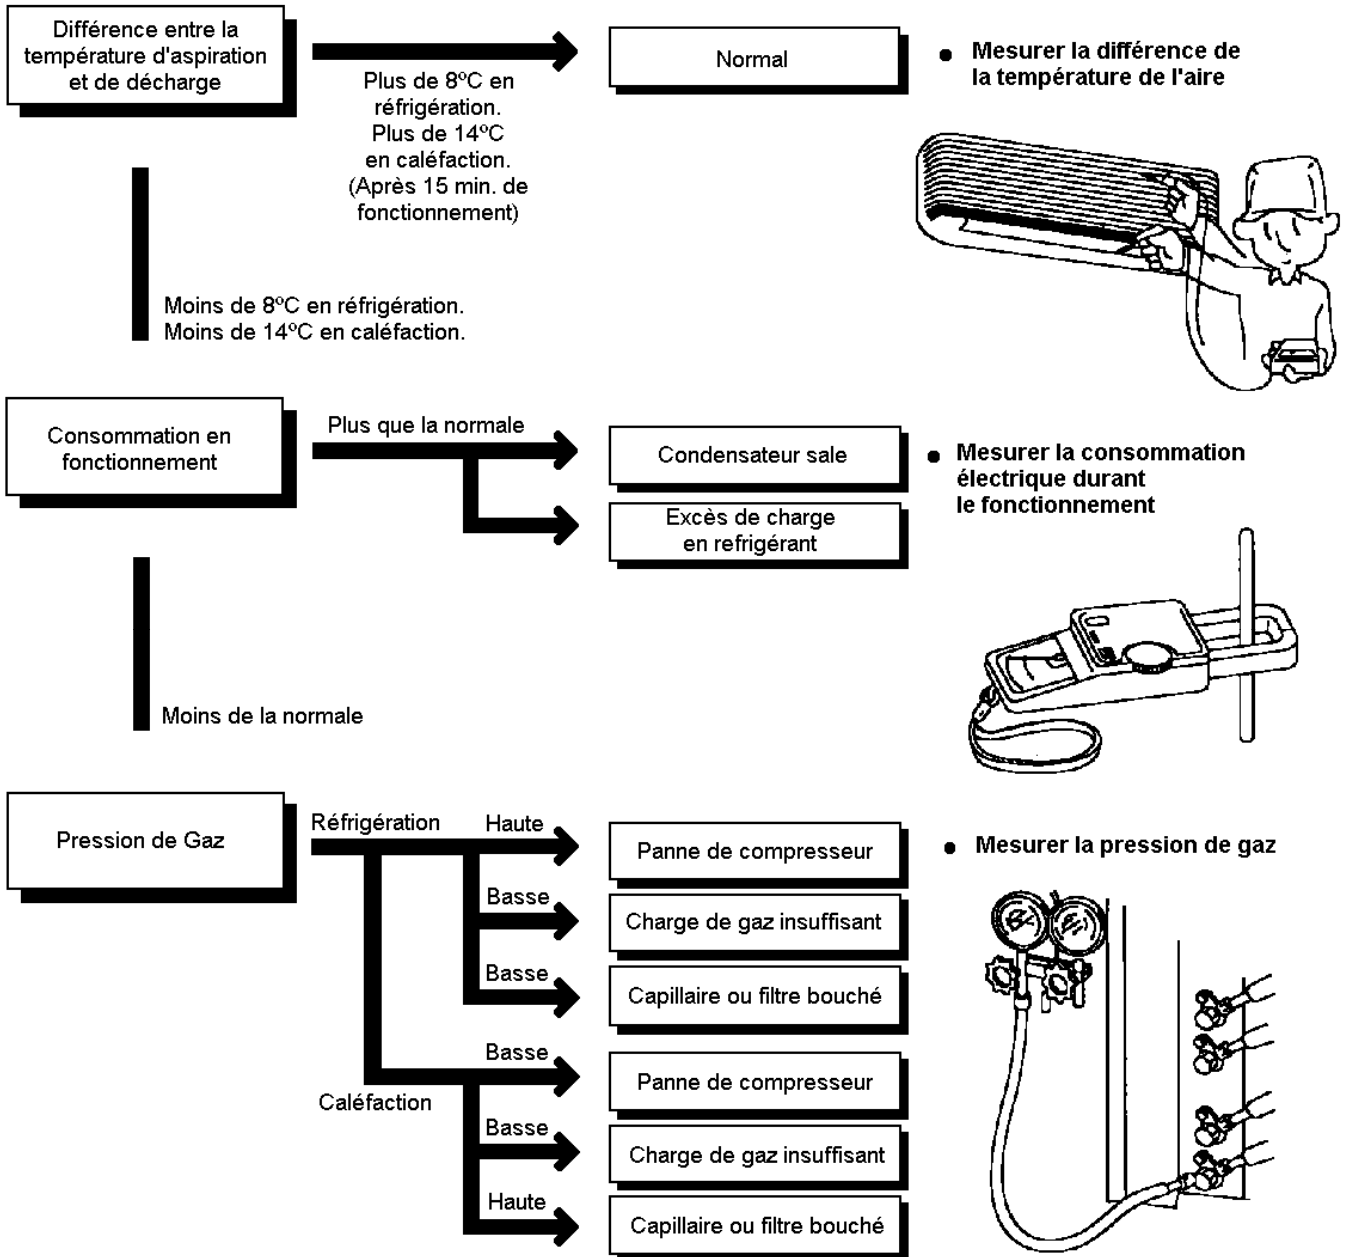 Différence entre la
température d'aspiration
et de décharge
Plus de 8ºC en
réfrigération.
Plus de 14ºC
en caléfaction.
(Après 15 min. de
fonctionnement)
Normal
● Mesurer la différence de
la température de l'aire
Moins de 8ºC en réfrigération.
Moins de 14ºC en caléfaction.
Consommation en
fonctionnement
Plus que la normale
Condensateur sale
Excès de charge
en refrigérant
● Mesurer la consommation
électrique durant
le fonctionnement
Moins de la normale
Pression de Gaz
Réfrigération
Haute
Panne de compresseur
Basse
Charge de gaz insuffisant
Basse
Capillaire ou filtre bouché
Caléfaction
Basse
Panne de compresseur
Basse
Charge de gaz insuffisant
Haute
Capillaire ou filtre bouché
● Mesurer la pression de gaz